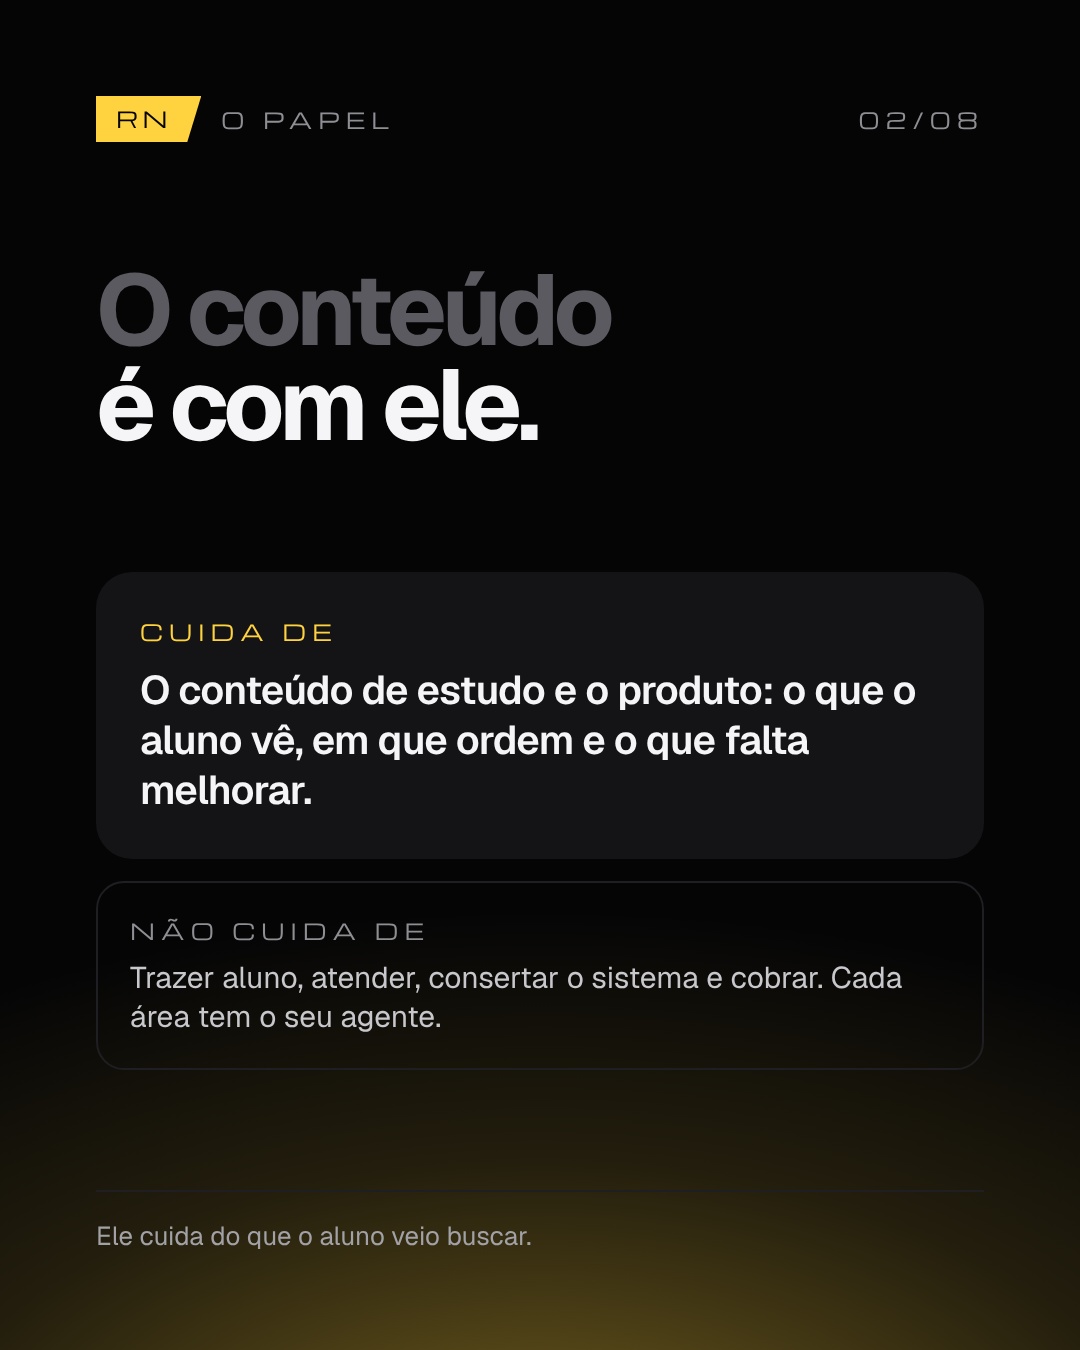 RN O PAPEL 02/08
O conteúdo
é com ele.
CUIDA DE
O conteúdo de estudo e o produto: o que o
aluno vê, em que ordem e o que falta
melhorar.
NÃO CUIDA DE
Trazer aluno, atender, consertar o sistema e cobrar. Cada
área tem o seu agente.
Ele cuida do que o aluno veio buscar.